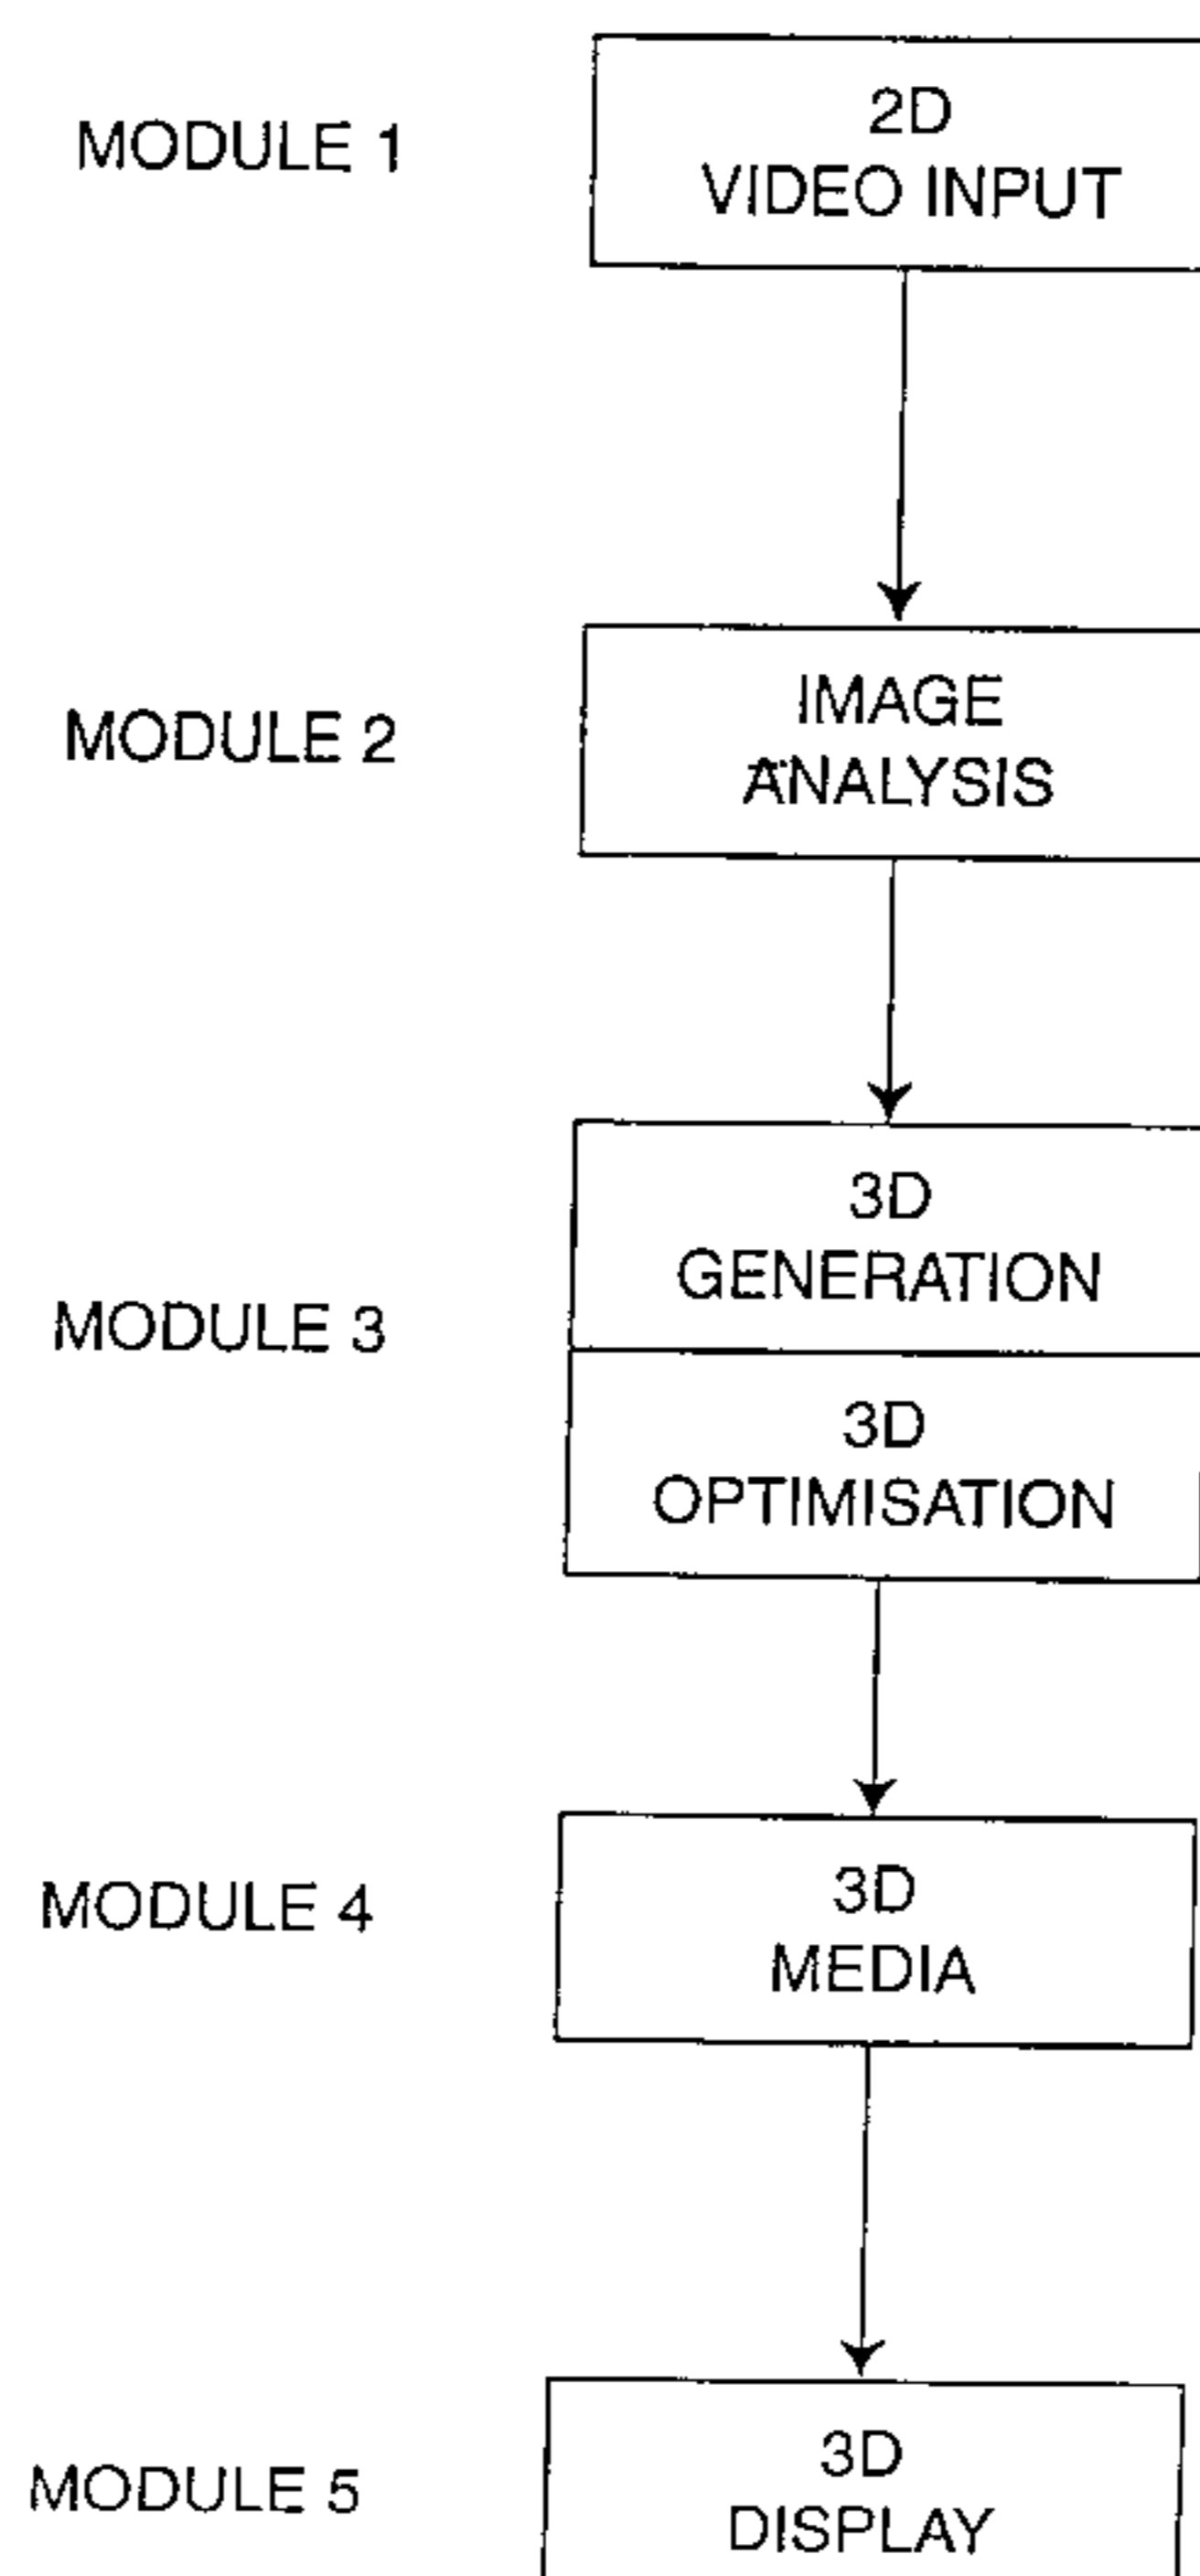 MODULE 1
2D
VIDEO INPUT
MODULE 2
IMAGE
ANALYSIS
MODULE 3
3D
GENERATION
3D
OPTIMISATION
MODULE 4
3D
MEDIA
MODULE 5
3D
DISPLAY